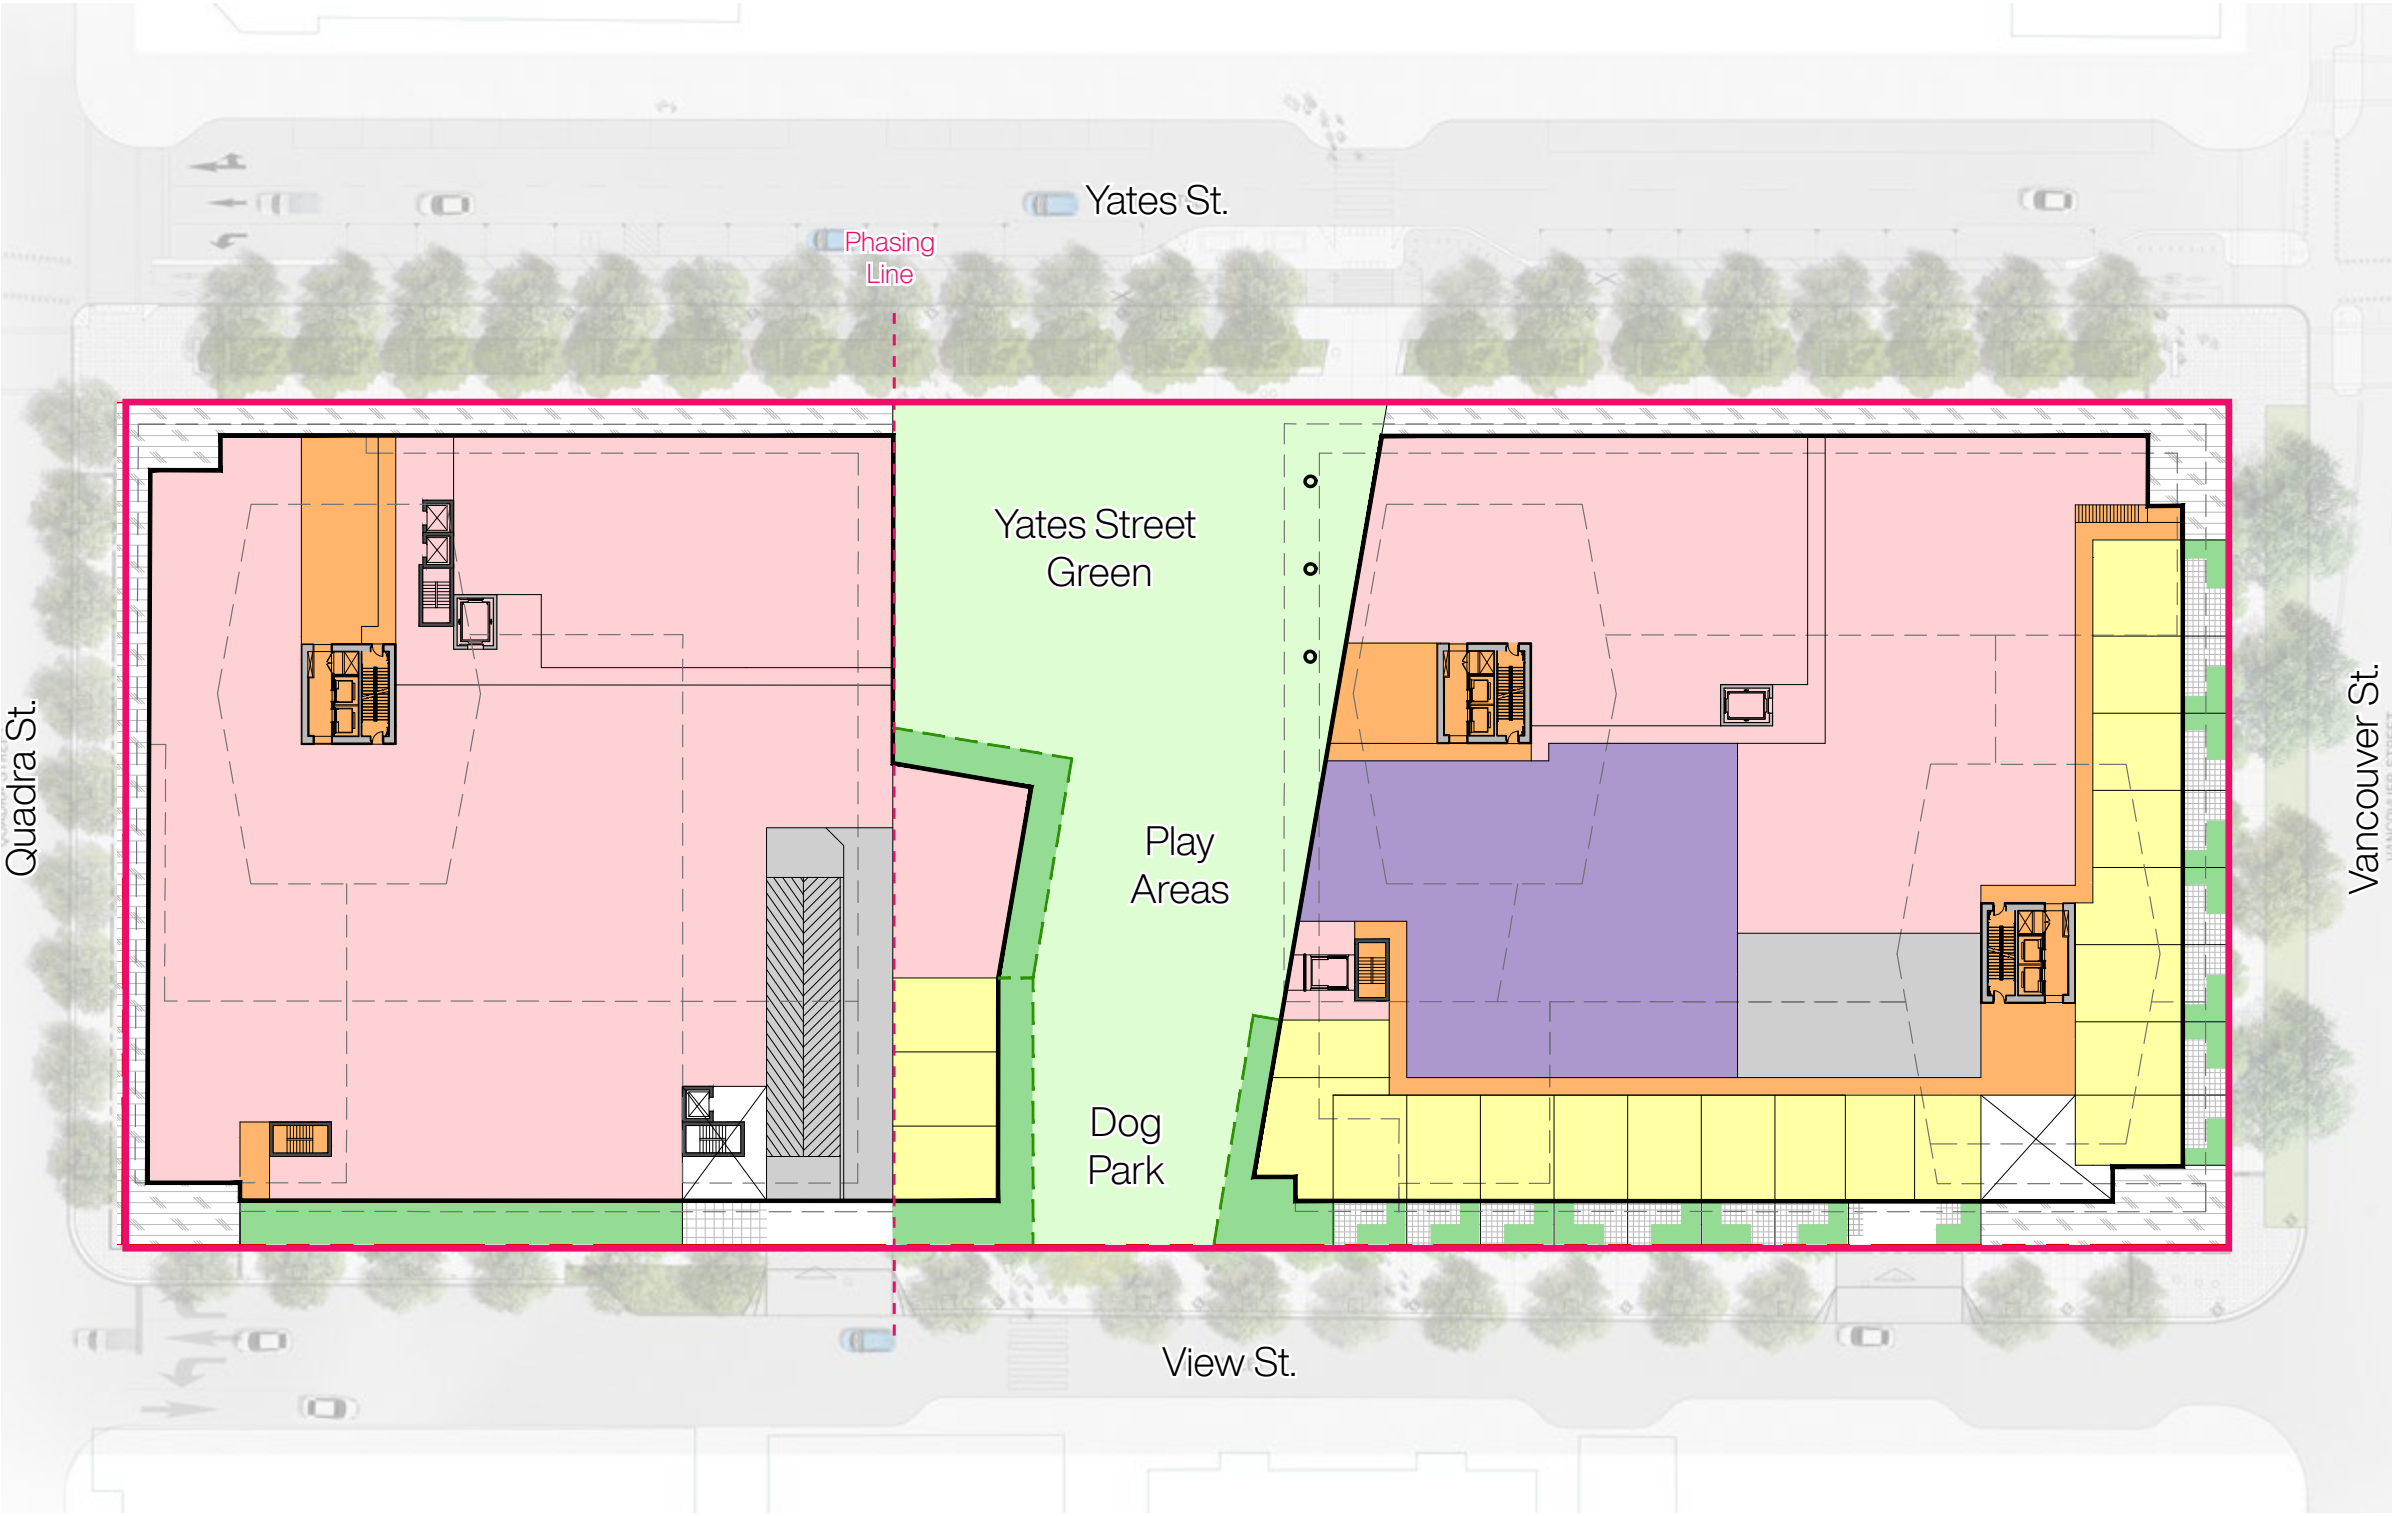 Yates St.
Phasing
Line
Yates Street
Green
Play
Areas
Dog
Park
Quadra St.
Vancouver St.
View St.